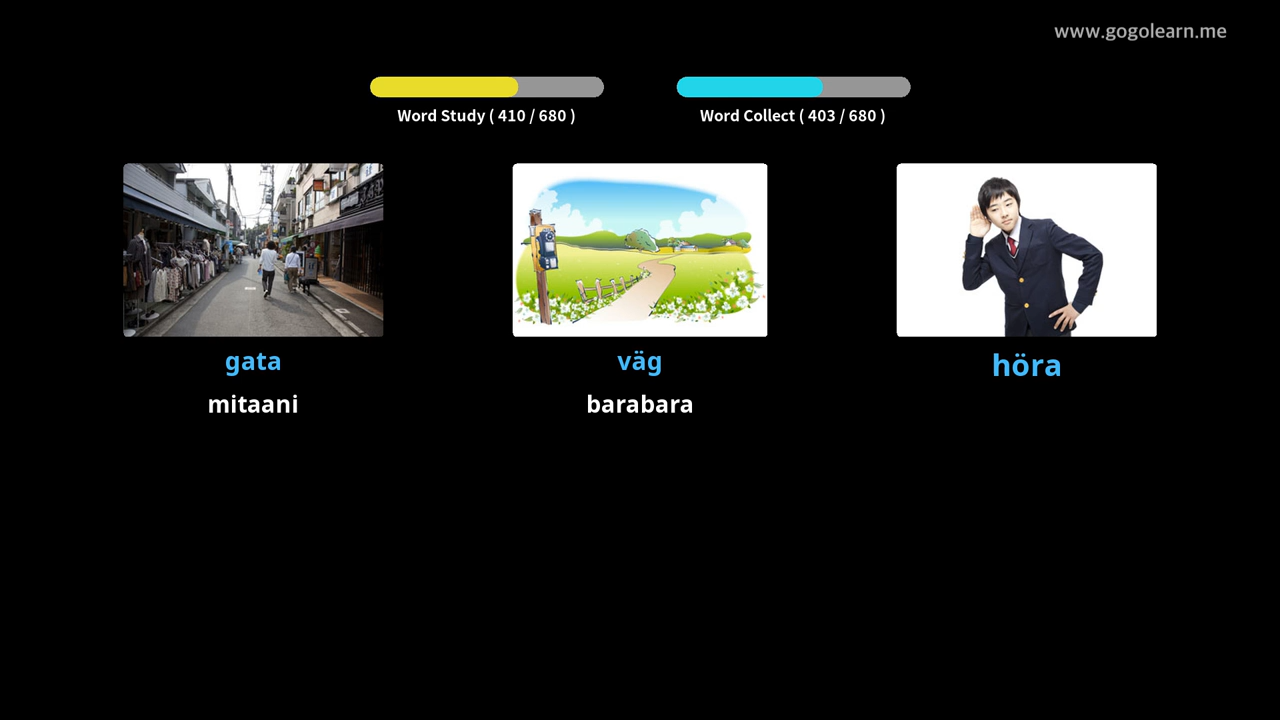 www.gogolearn.me
Word Study ( 410 / 680 )
Word Collect ( 403 / 680 )
gata
väg
höra
mitaani
barabara